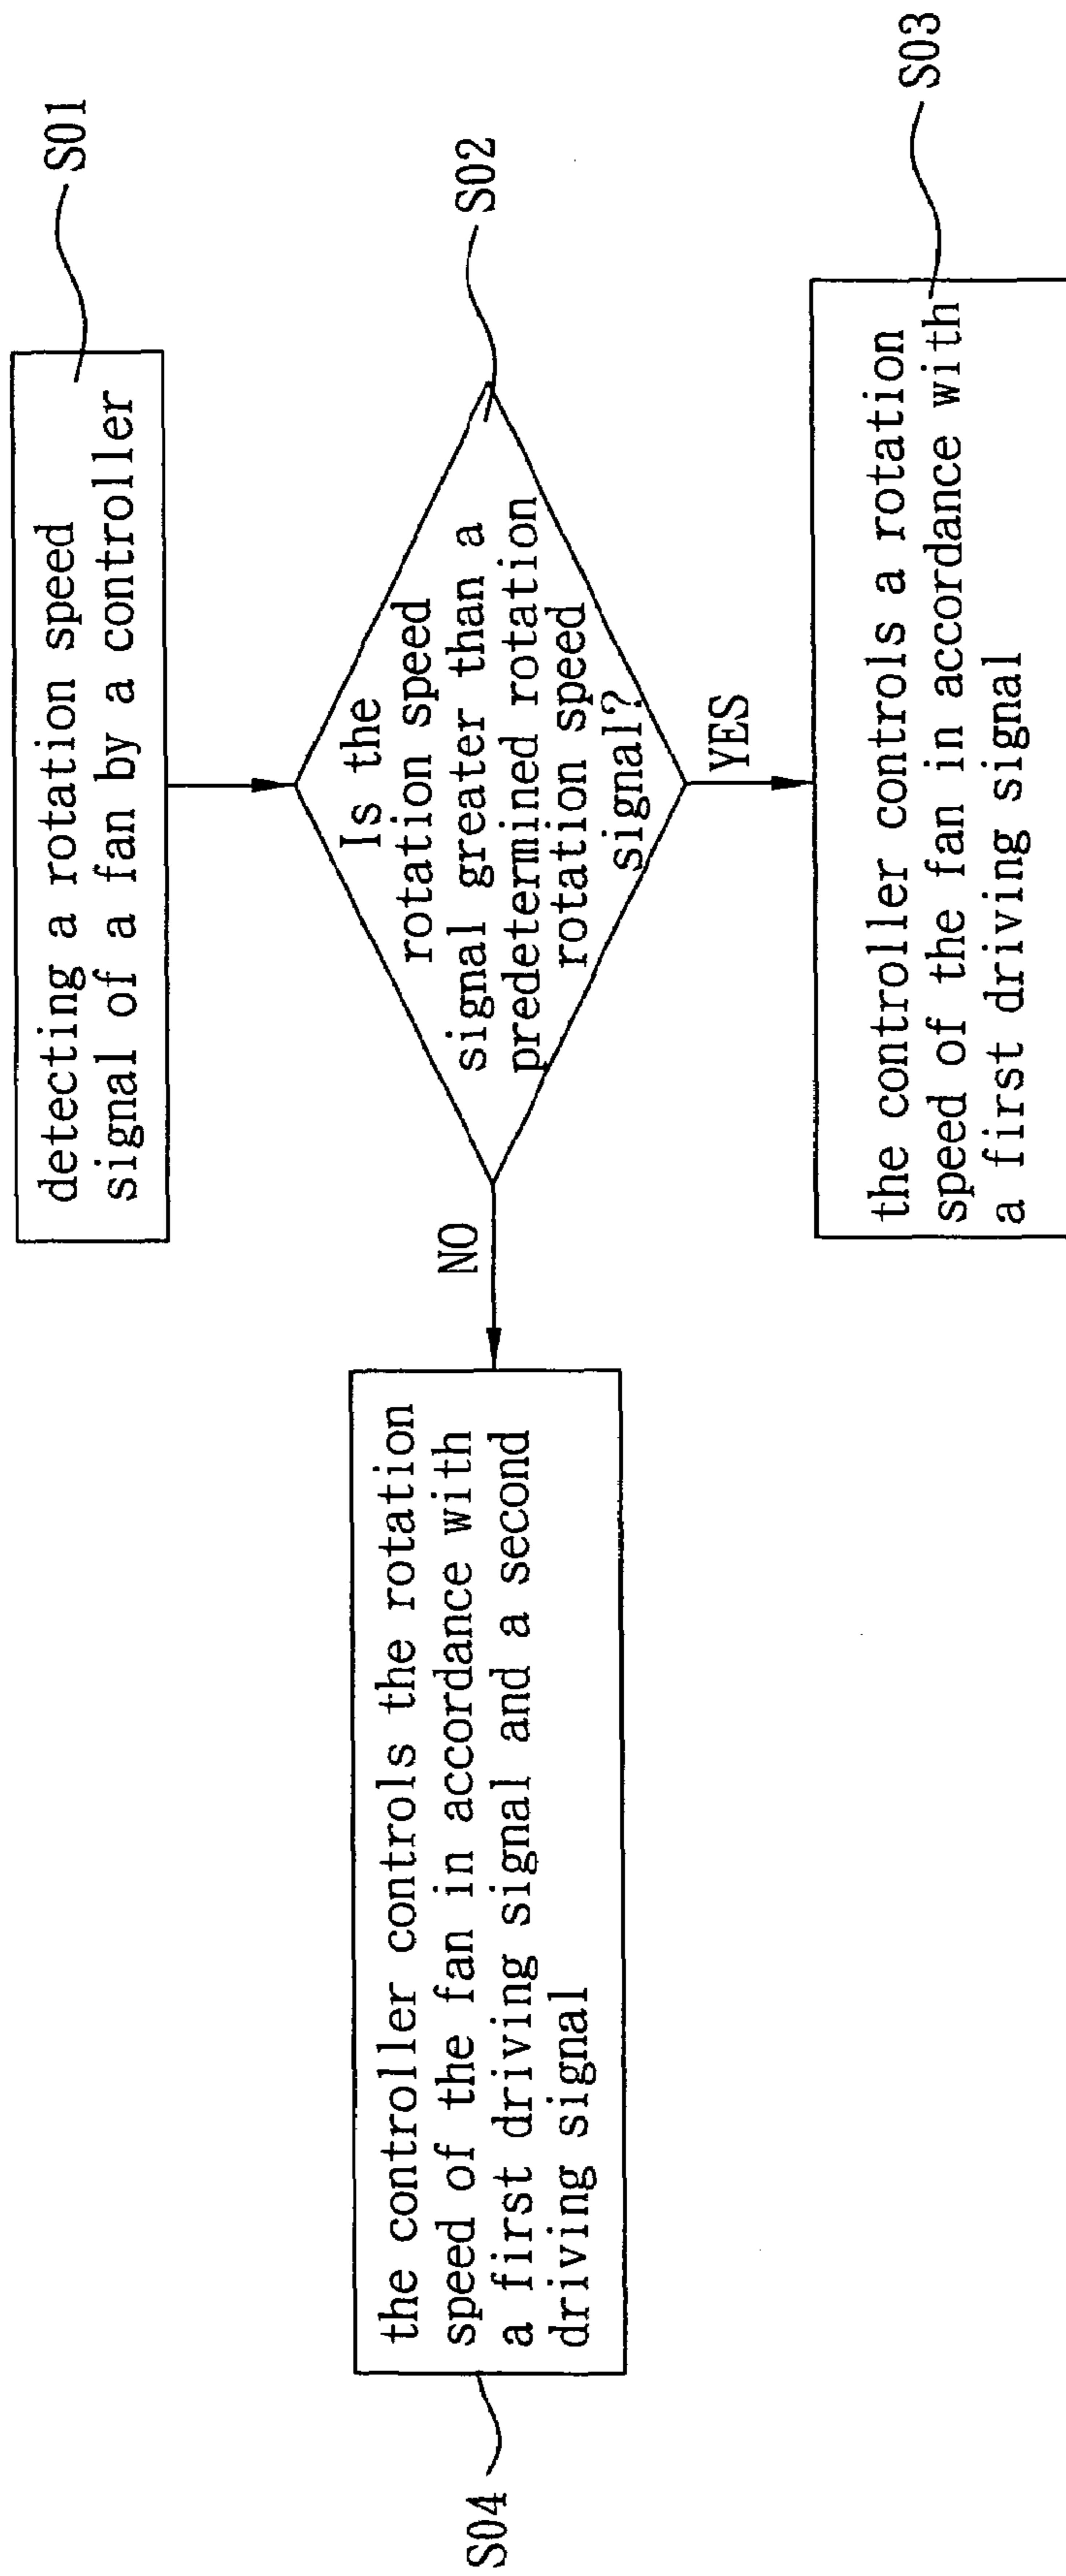 detecting a rotation speed
signal of a fan by a controller
S01
Is the
rotation speed
signal greater than a
predetermined rotation
rotation speed
signal?
S02
YES
the controller controls a rotation
speed of the fan in accordance with
a first driving signal
S03
NO
the controller controls the rotation
speed of the fan in accordance with
a first driving signal and a second
driving signal
S04